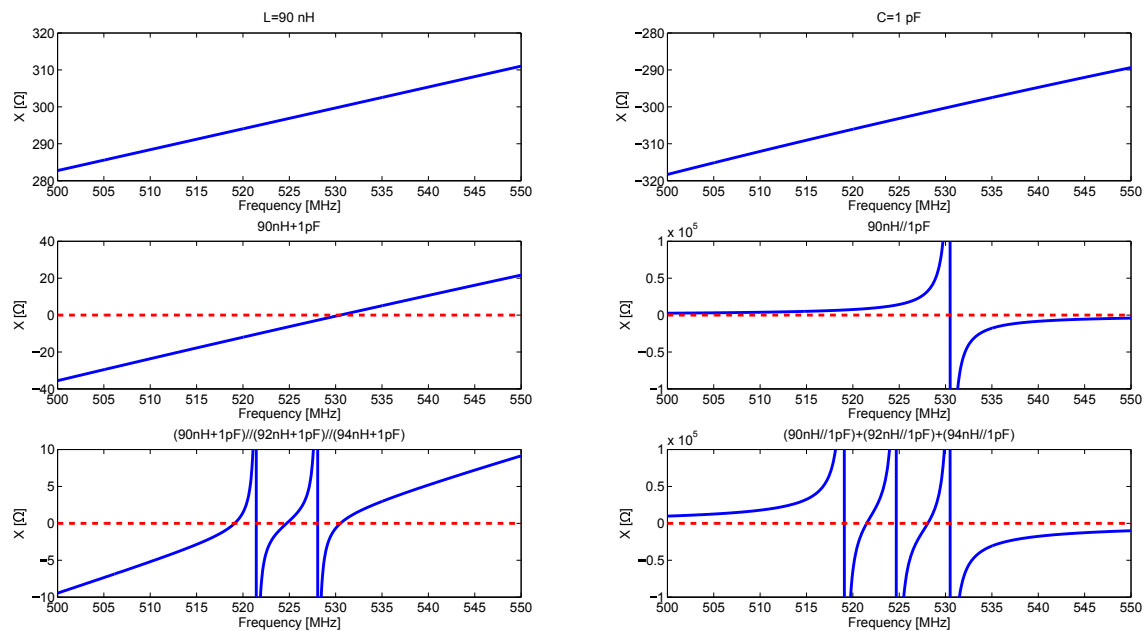 L=90 nH
X [Ω]
320
310
300
290
280
500 505 510 515 520 525 530 535 540 545 550
Frequency [MHz]
C=1 pF
X [Ω]
−280
−290
−300
−310
−320
500 505 510 515 520 525 530 535 540 545 550
Frequency [MHz]
90nH+1pF
X [Ω]
40
20
0
−20
−40
500 505 510 515 520 525 530 535 540 545 550
Frequency [MHz]
90nH//1pF
x 10^5
X [Ω]
1
0.5
0
−0.5
−1
500 505 510 515 520 525 530 535 540 545 550
Frequency [MHz]
(90nH+1pF)//(92nH+1pF)//(94nH+1pF)
X [Ω]
10
5
0
−5
−10
500 505 510 515 520 525 530 535 540 545 550
Frequency [MHz]
(90nH//1pF)+(92nH//1pF)+(94nH//1pF)
x 10^5
X [Ω]
1
0.5
0
−0.5
−1
500 505 510 515 520 525 530 535 540 545 550
Frequency [MHz]